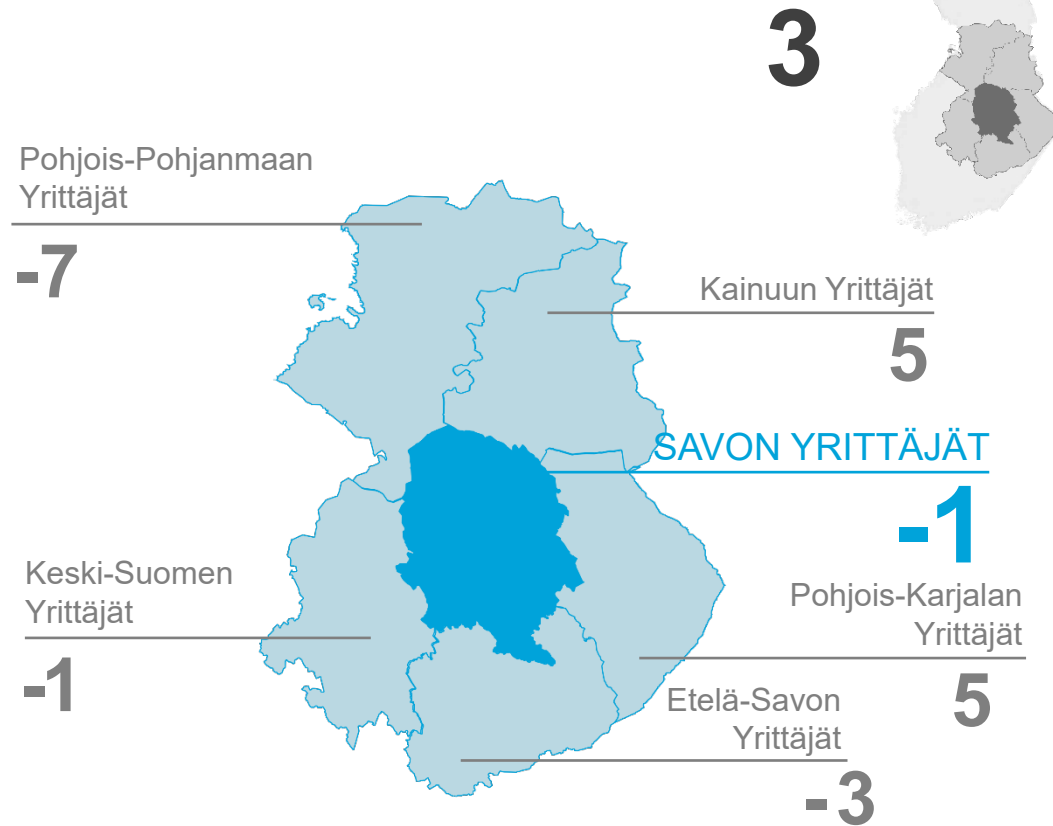 3
Pohjois-Pohjanmaan
Yrittäjät
-7
Kainuun Yrittäjät
5
SAVON YRITTÄJÄT
-1
Keski-Suomen
Yrittäjät
-1
Pohjois-Karjalan
Yrittäjät
5
Etelä-Savon
Yrittäjät
- 3